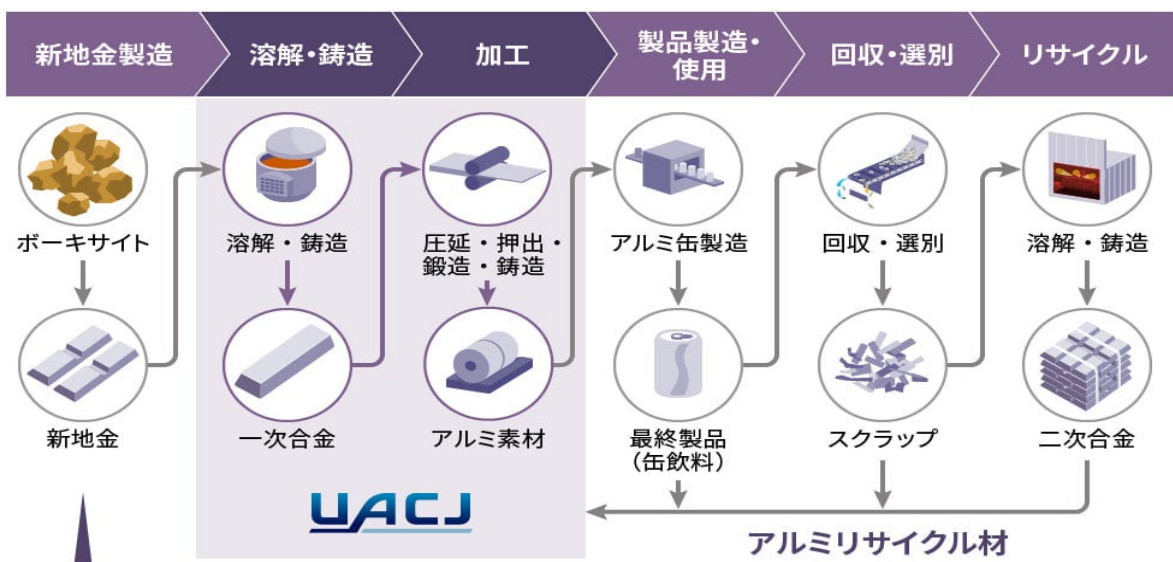 新地金製造
溶解・鋳造
加工
製品製造・
使用
回収・選別
リサイクル
ボーキサイト
溶解・鋳造
圧延・押出・
鍛造・鋳造
アルミ缶製造
回収・選別
溶解・鋳造
新地金
一次合金
アルミ素材
最終製品
（缶飲料）
スクラップ
二次合金
UACJ
アルミリサイクル材